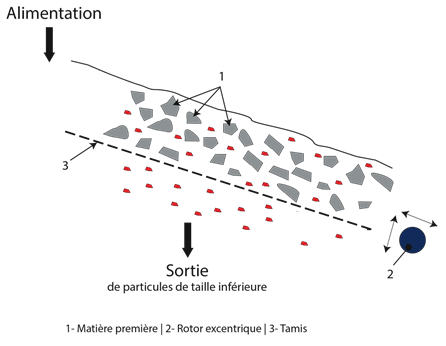 Alimentation
1
3
2
Sortie
de particules de taille inférieure
1- Matière première | 2- Rotor excentrique | 3- Tamis